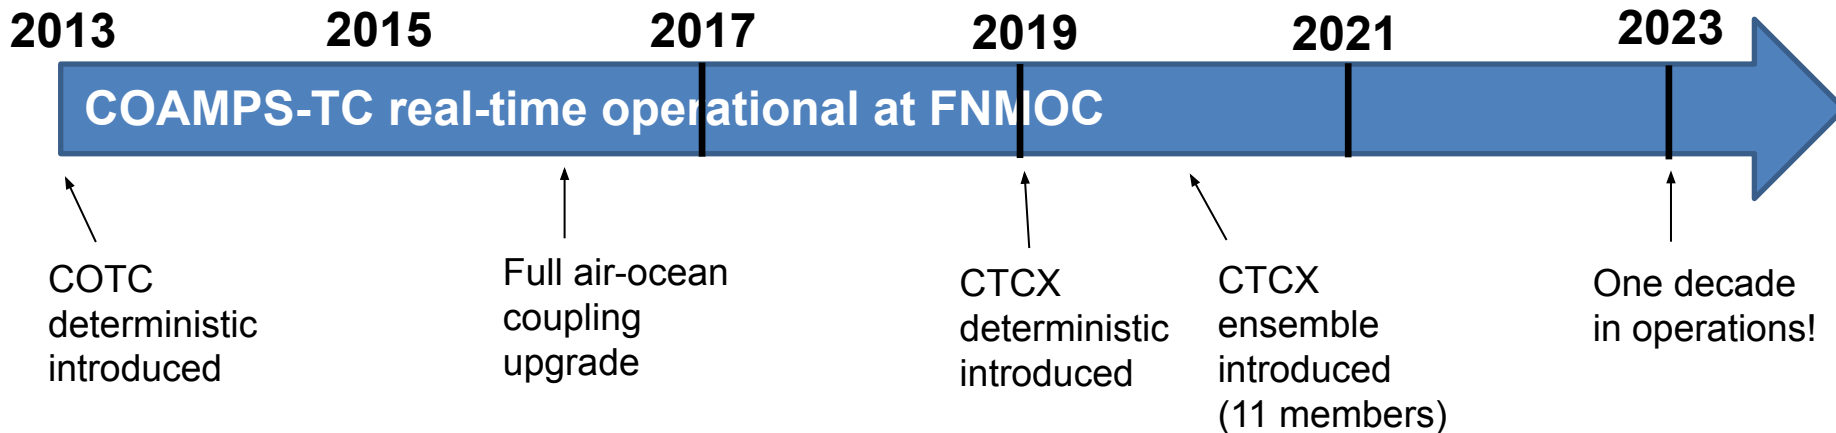 2013 2015 2017 2019 2021 2023
COAMPS-TC real-time operational at FNMOC
COTC
deterministic
introduced
Full air-ocean
coupling
upgrade
CTCX
deterministic
introduced
CTCX
ensemble
introduced
(11 members)
One decade
in operations!